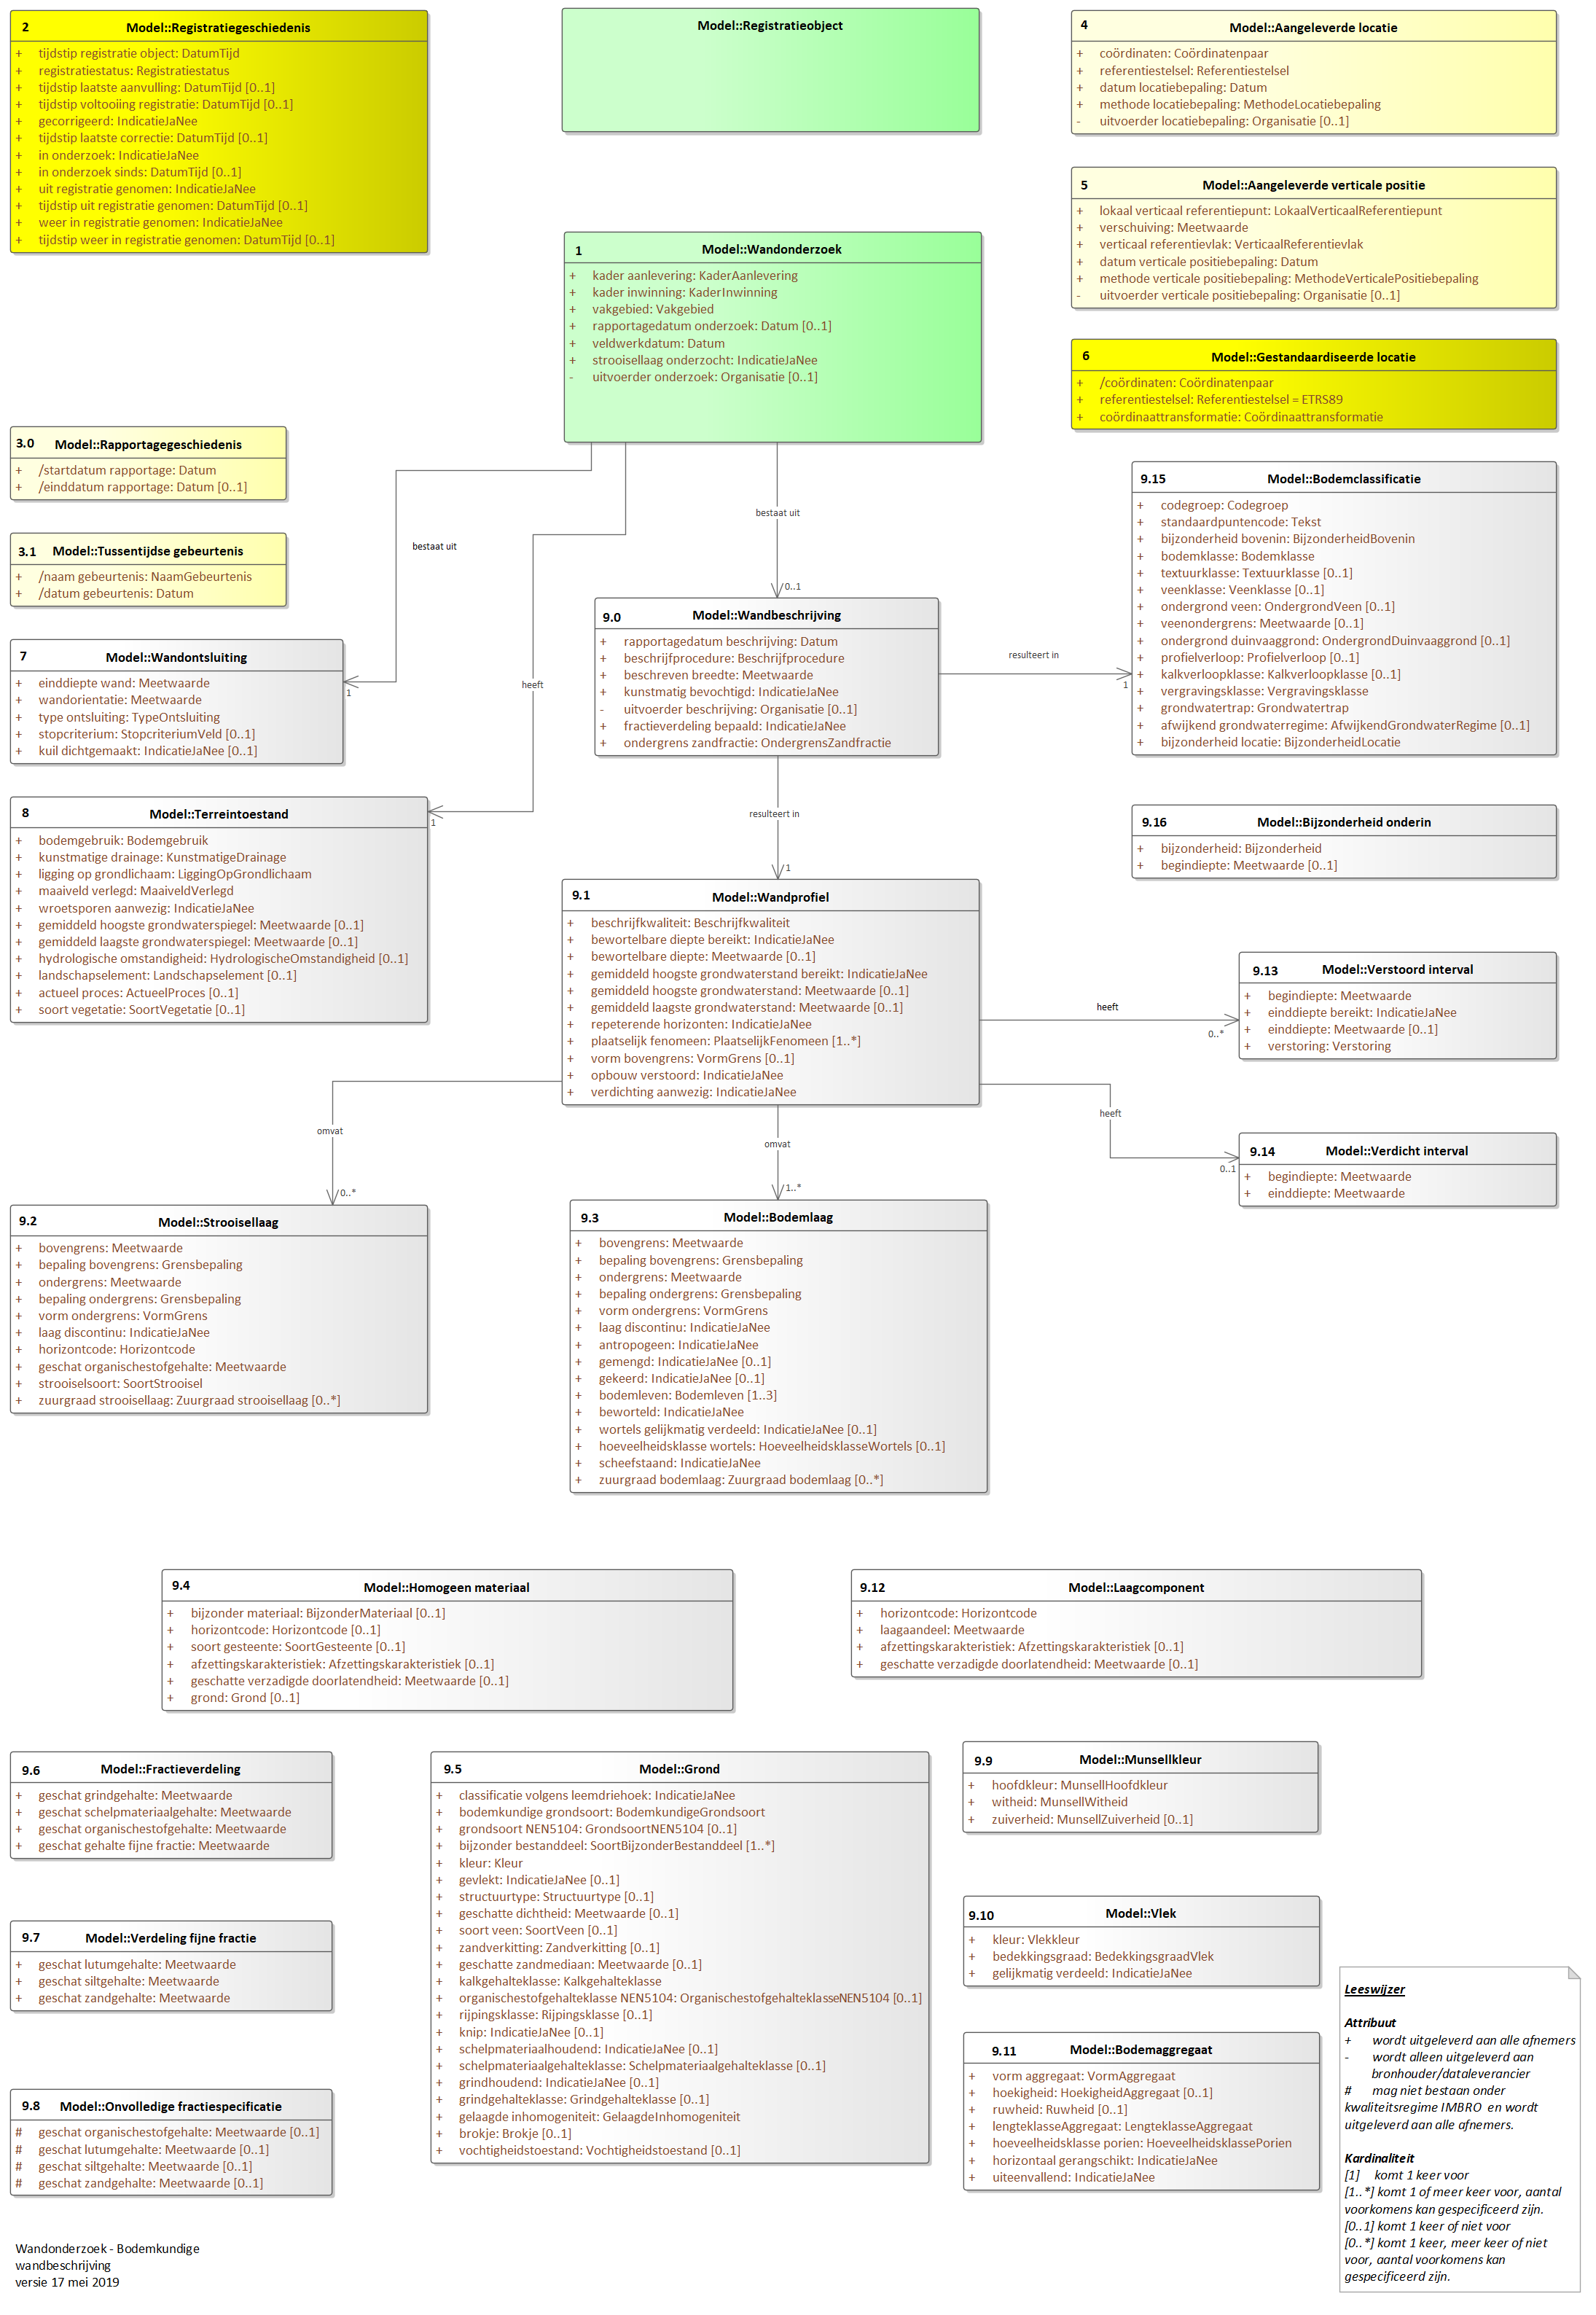 Model::Registratieobject
2 Model::Registratiegeschiedenis
+ tijdstip registratie object: DatumTijd
+ registratiestatus: Registratiestatus
+ tijdstip laatste aanvulling: DatumTijd [0..1]
+ tijdstip voltooiing registratie: DatumTijd [0..1]
+ gecorrigeerd: IndicatieJaNee
+ tijdstip laatste correctie: DatumTijd [0..1]
+ in onderzoek: IndicatieJaNee
+ in onderzoek sinds: DatumTijd [0..1]
+ uit registratie genomen: IndicatieJaNee
+ tijdstip uit registratie genomen: DatumTijd [0..1]
+ weer in registratie genomen: IndicatieJaNee
+ tijdstip weer in registratie genomen: DatumTijd [0..1]
4 Model::Aangeleverde locatie
+ coördinaten: Coördinatenpaar
+ referentiestelsel: Referentiestelsel
+ datum locatiebepaling: Datum
+ methode locatiebepaling: MethodeLocatiebepaling
- uitvoerder locatiebepaling: Organisatie [0..1]
5 Model::Aangeleverde verticale positie
+ lokaal verticaal referentiepunt: LokaalVerticaalReferentiepunt
+ verschuiving: Meetwaarde
+ verticaal referentievlak: VerticaalReferentievlak
+ datum verticale positiebepaling: Datum
+ methode verticale positiebepaling: MethodeVerticalePositiebepaling
- uitvoerder verticale positiebepaling: Organisatie [0..1]
1 Model::Wandonderzoek
+ kader aanlevering: KaderAanlevering
+ kader inwinning: KaderInwinning
+ vakgebied: Vakgebied
+ rapportagedatum onderzoek: Datum [0..1]
+ veldwerkdatum: Datum
+ strooisellaag onderzocht: IndicatieJaNee
- uitvoerder onderzoek: Organisatie [0..1]
6 Model::Gestandaardiseerde locatie
+ /coördinaten: Coördinatenpaar
+ referentiestelsel: Referentiestelsel = ETRS89
+ coördinaattransformatie: Coördinaattransformatie
3.0 Model::Rapportagegeschiedenis
+ /startdatum rapportage: Datum
+ /einddatum rapportage: Datum [0..1]
3.1 Model::Tussentijdse gebeurtenis
+ /naam gebeurtenis: NaamGebeurtenis
+ /datum gebeurtenis: Datum
bestaat uit
bestaat uit
0..1
9.15 Model::Bodemclassificatie
+ codegroep: Codegroep
+ standaardpuntencode: Tekst
+ bijzonderheid bovenin: BijzonderheidBovenin
+ bodemklasse: Bodemklasse
+ textuurklasse: Textuurklasse [0..1]
+ veenklasse: Veenklasse [0..1]
+ ondergrond veen: OndergrondVeen [0..1]
+ veenondergrens: Meetwaarde [0..1]
+ ondergrond duinvaaggrond: OndergrondDuinvaaggrond [0..1]
+ profielverloop: Profielverloop [0..1]
+ kalkverloopklasse: Kalkverloopklasse [0..1]
+ vergravingsklasse: Vergravingsklasse
+ grondwatertrap: Grondwatertrap
+ afwijkend grondwaterregime: AfwijkendGrondwaterRegime [0..1]
+ bijzonderheid locatie: BijzonderheidLocatie
9.0 Model::Wandbeschrijving
+ rapportagedatum beschrijving: Datum
+ beschrijfprocedure: Beschrijfprocedure
+ beschreven breedte: Meetwaarde
+ kunstmatig bevochtigd: IndicatieJaNee
- uitvoerder beschrijving: Organisatie [0..1]
+ fractieverdeling bepaald: IndicatieJaNee
+ ondergrens zandfractie: OndergrensZandfractie
resulteert in
1
7 Model::Wandontsluiting
+ einddiepte wand: Meetwaarde
+ wandorientatie: Meetwaarde
+ type ontsluiting: TypeOntsluiting
+ stopcriterium: StopcriteriumVeld [0..1]
+ kuil dichtgemaakt: IndicatieJaNee [0..1]
1
heeft
8 Model::Terreintoestand
+ bodemgebruik: Bodemgebruik
+ kunstmatige drainage: KunstmatigeDrainage
+ ligging op grondlichaam: LiggingOpGrondlichaam
+ maaiveld verlegd: MaaiveldVerlegd
+ wroetsporen aanwezig: IndicatieJaNee
+ gemiddeld hoogste grondwaterspiegel: Meetwaarde [0..1]
+ gemiddeld laagste grondwaterspiegel: Meetwaarde [0..1]
+ hydrologische omstandigheid: HydrologischeOmstandigheid [0..1]
+ landschapselement: Landschapselement [0..1]
+ actueel proces: ActueelProces [0..1]
+ soort vegetatie: SoortVegetatie [0..1]
1
resulteert in
1
9.16 Model::Bijzonderheid onderin
+ bijzonderheid: Bijzonderheid
+ begindiepte: Meetwaarde [0..1]
9.1 Model::Wandprofiel
+ beschrijfkwaliteit: Beschrijfkwaliteit
+ bewortelbare diepte bereikt: IndicatieJaNee
+ bewortelbare diepte: Meetwaarde [0..1]
+ gemiddeld hoogste grondwaterstand bereikt: IndicatieJaNee
+ gemiddeld hoogste grondwaterstand: Meetwaarde [0..1]
+ gemiddeld laagste grondwaterstand: Meetwaarde [0..1]
+ repeterende horizonten: IndicatieJaNee
+ plaatselijk fenomeen: PlaatselijkFenomeen [1..*]
+ vorm bovengrens: VormGrens [0..1]
+ opbouw verstoord: IndicatieJaNee
+ verdichting aanwezig: IndicatieJaNee
heeft
0..*
9.13 Model::Verstoord interval
+ begindiepte: Meetwaarde
+ einddiepte bereikt: IndicatieJaNee
+ einddiepte: Meetwaarde [0..1]
+ verstoring: Verstoring
heeft
0..1
9.14 Model::Verdicht interval
+ begindiepte: Meetwaarde
+ einddiepte: Meetwaarde
omvat
0..*
omvat
1..*
9.2 Model::Strooisellaag
+ bovengrens: Meetwaarde
+ bepaling bovengrens: Grensbepaling
+ ondergrens: Meetwaarde
+ bepaling ondergrens: Grensbepaling
+ vorm ondergrens: VormGrens
+ laag discontinu: IndicatieJaNee
+ horizontcode: Horizontcode
+ geschat organischestofgehalte: Meetwaarde
+ strooiselsoort: SoortStrooisel
+ zuurgraad strooisellaag: Zuurgraad strooisellaag [0..*]
9.3 Model::Bodemlaag
+ bovengrens: Meetwaarde
+ bepaling bovengrens: Grensbepaling
+ ondergrens: Meetwaarde
+ bepaling ondergrens: Grensbepaling
+ vorm ondergrens: VormGrens
+ laag discontinu: IndicatieJaNee
+ antropogeen: IndicatieJaNee
+ gemengd: IndicatieJaNee [0..1]
+ gekeerd: IndicatieJaNee [0..1]
+ bodemleven: Bodemleven [1..3]
+ beworteld: IndicatieJaNee
+ wortels gelijkmatig verdeeld: IndicatieJaNee [0..1]
+ hoeveelheidsklasse wortels: HoeveelheidsklasseWortels [0..1]
+ scheefstaand: IndicatieJaNee
+ zuurgraad bodemlaag: Zuurgraad bodemlaag [0..*]
9.4 Model::Homogeen materiaal
+ bijzonder materiaal: BijzonderMateriaal [0..1]
+ horizontcode: Horizontcode [0..1]
+ soort gesteente: SoortGesteente [0..1]
+ afzettingskarakteristiek: Afzettingskarakteristiek [0..1]
+ geschatte verzadigde doorlatendheid: Meetwaarde [0..1]
+ grond: Grond [0..1]
9.12 Model::Laagcomponent
+ horizontcode: Horizontcode
+ laagaandeel: Meetwaarde
+ afzettingskarakteristiek: Afzettingskarakteristiek [0..1]
+ geschatte verzadigde doorlatendheid: Meetwaarde [0..1]
9.6 Model::Fractieverdeling
+ geschat grindgehalte: Meetwaarde
+ geschat schelpmateriaalgehalte: Meetwaarde
+ geschat organischestofgehalte: Meetwaarde
+ geschat gehalte fijne fractie: Meetwaarde
9.7 Model::Verdeling fijne fractie
+ geschat lutumgehalte: Meetwaarde
+ geschat siltgehalte: Meetwaarde
+ geschat zandgehalte: Meetwaarde
9.8 Model::Onvolledige fractiespecificatie
# geschat organischestofgehalte: Meetwaarde [0..1]
# geschat lutumgehalte: Meetwaarde [0..1]
# geschat siltgehalte: Meetwaarde [0..1]
# geschat zandgehalte: Meetwaarde [0..1]
9.5 Model::Grond
+ classificatie volgens leemdriehoek: IndicatieJaNee
+ bodemkundige grondsoort: BodemkundigeGrondsoort
+ grondsoort NEN5104: GrondsoortNEN5104 [0..1]
+ bijzonder bestanddeel: SoortBijzonderBestanddeel [1..*]
+ kleur: Kleur
+ gevlekt: IndicatieJaNee [0..1]
+ structuurtype: Structuurtype [0..1]
+ geschatte dichtheid: Meetwaarde [0..1]
+ soort veen: SoortVeen [0..1]
+ zandverkitting: Zandverkitting [0..1]
+ geschatte zandmediaan: Meetwaarde [0..1]
+ kalkgehalteklasse: Kalkgehalteklasse
+ organischestofgehalteklasse NEN5104: OrganischestofgehalteklasseNEN5104 [0..1]
+ rijpingsklasse: Rijpingsklasse [0..1]
+ knip: IndicatieJaNee [0..1]
+ schelpmateriaalhoudend: IndicatieJaNee [0..1]
+ schelpmateriaalgehalteklasse: Schelpmateriaalgehalteklasse [0..1]
+ grindhoudend: IndicatieJaNee [0..1]
+ grindgehalteklasse: Grindgehalteklasse [0..1]
+ gelaagde inhomogeniteit: GelaagdeInhomogeniteit
+ brokje: Brokje [0..1]
+ vochtigheidstoestand: Vochtigheidstoestand [0..1]
9.9 Model::Munsellkleur
+ hoofdkleur: MunsellHoofdkleur
+ witheid: MunsellWitheid
+ zuiverheid: MunsellZuiverheid [0..1]
9.10 Model::Vlek
+ kleur: Vlekkleur
+ bedekkingsgraad: BedekkingsgraadVlek
+ gelijkmatig verdeeld: IndicatieJaNee
9.11 Model::Bodemaggregaat
+ vorm aggregaat: VormAggregaat
+ hoekigheid: HoekigheidAggregaat [0..1]
+ ruwheid: Ruwheid [0..1]
+ lengteklasseAggregaat: LengteklasseAggregaat
+ hoeveelheidsklasse porien: HoeveelheidsklassePorien
+ horizontaal gerangschikt: IndicatieJaNee
+ uiteenvallend: IndicatieJaNee
Leeswijzer
Attribuut
+ wordt uitgeleverd aan alle afnemers
- wordt alleen uitgeleverd aan
bronhouder/dataleverancier
# mag niet bestaan onder
kwaliteitsregime IMBRO en wordt
uitgeleverd aan alle afnemers.
Kardinaliteit
[1] komt 1 keer voor
[1..*] komt 1 of meer keer voor, aantal
voorkomens kan gespecificeerd zijn.
[0..1] komt 1 keer of niet voor
[0..*] komt 1 keer, meer keer of niet
voor, aantal voorkomens kan
gespecificeerd zijn.
Wandonderzoek - Bodemkundige
wandbeschrijving
versie 17 mei 2019